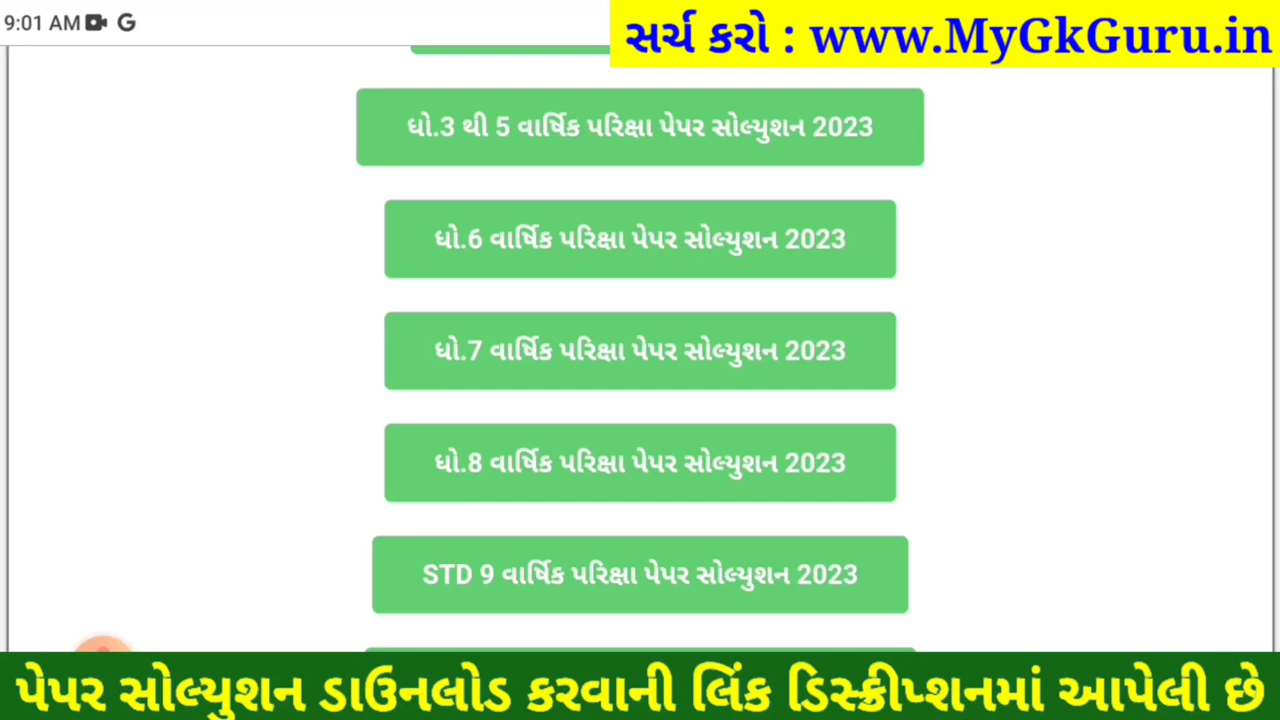 9:01 AM
સર્ચ કરો : www.MyGkGuru.in
ધો.3 થી 5 વાર્ષિક પરિક્ષા પેપર સોલ્યુશન 2023
ધો.6 વાર્ષિક પરિક્ષા પેપર સોલ્યુશન 2023
ધો.7 વાર્ષિક પરિક્ષા પેપર સોલ્યુશન 2023
ધો.8 વાર્ષિક પરિક્ષા પેપર સોલ્યુશન 2023
STD 9 વાર્ષિક પરિક્ષા પેપર સોલ્યુશન 2023
પેપર સોલ્યુશન ડાઉનલોડ કરવાની લિંક ડિસ્ક્રીપ્શનમાં આપેલી છે